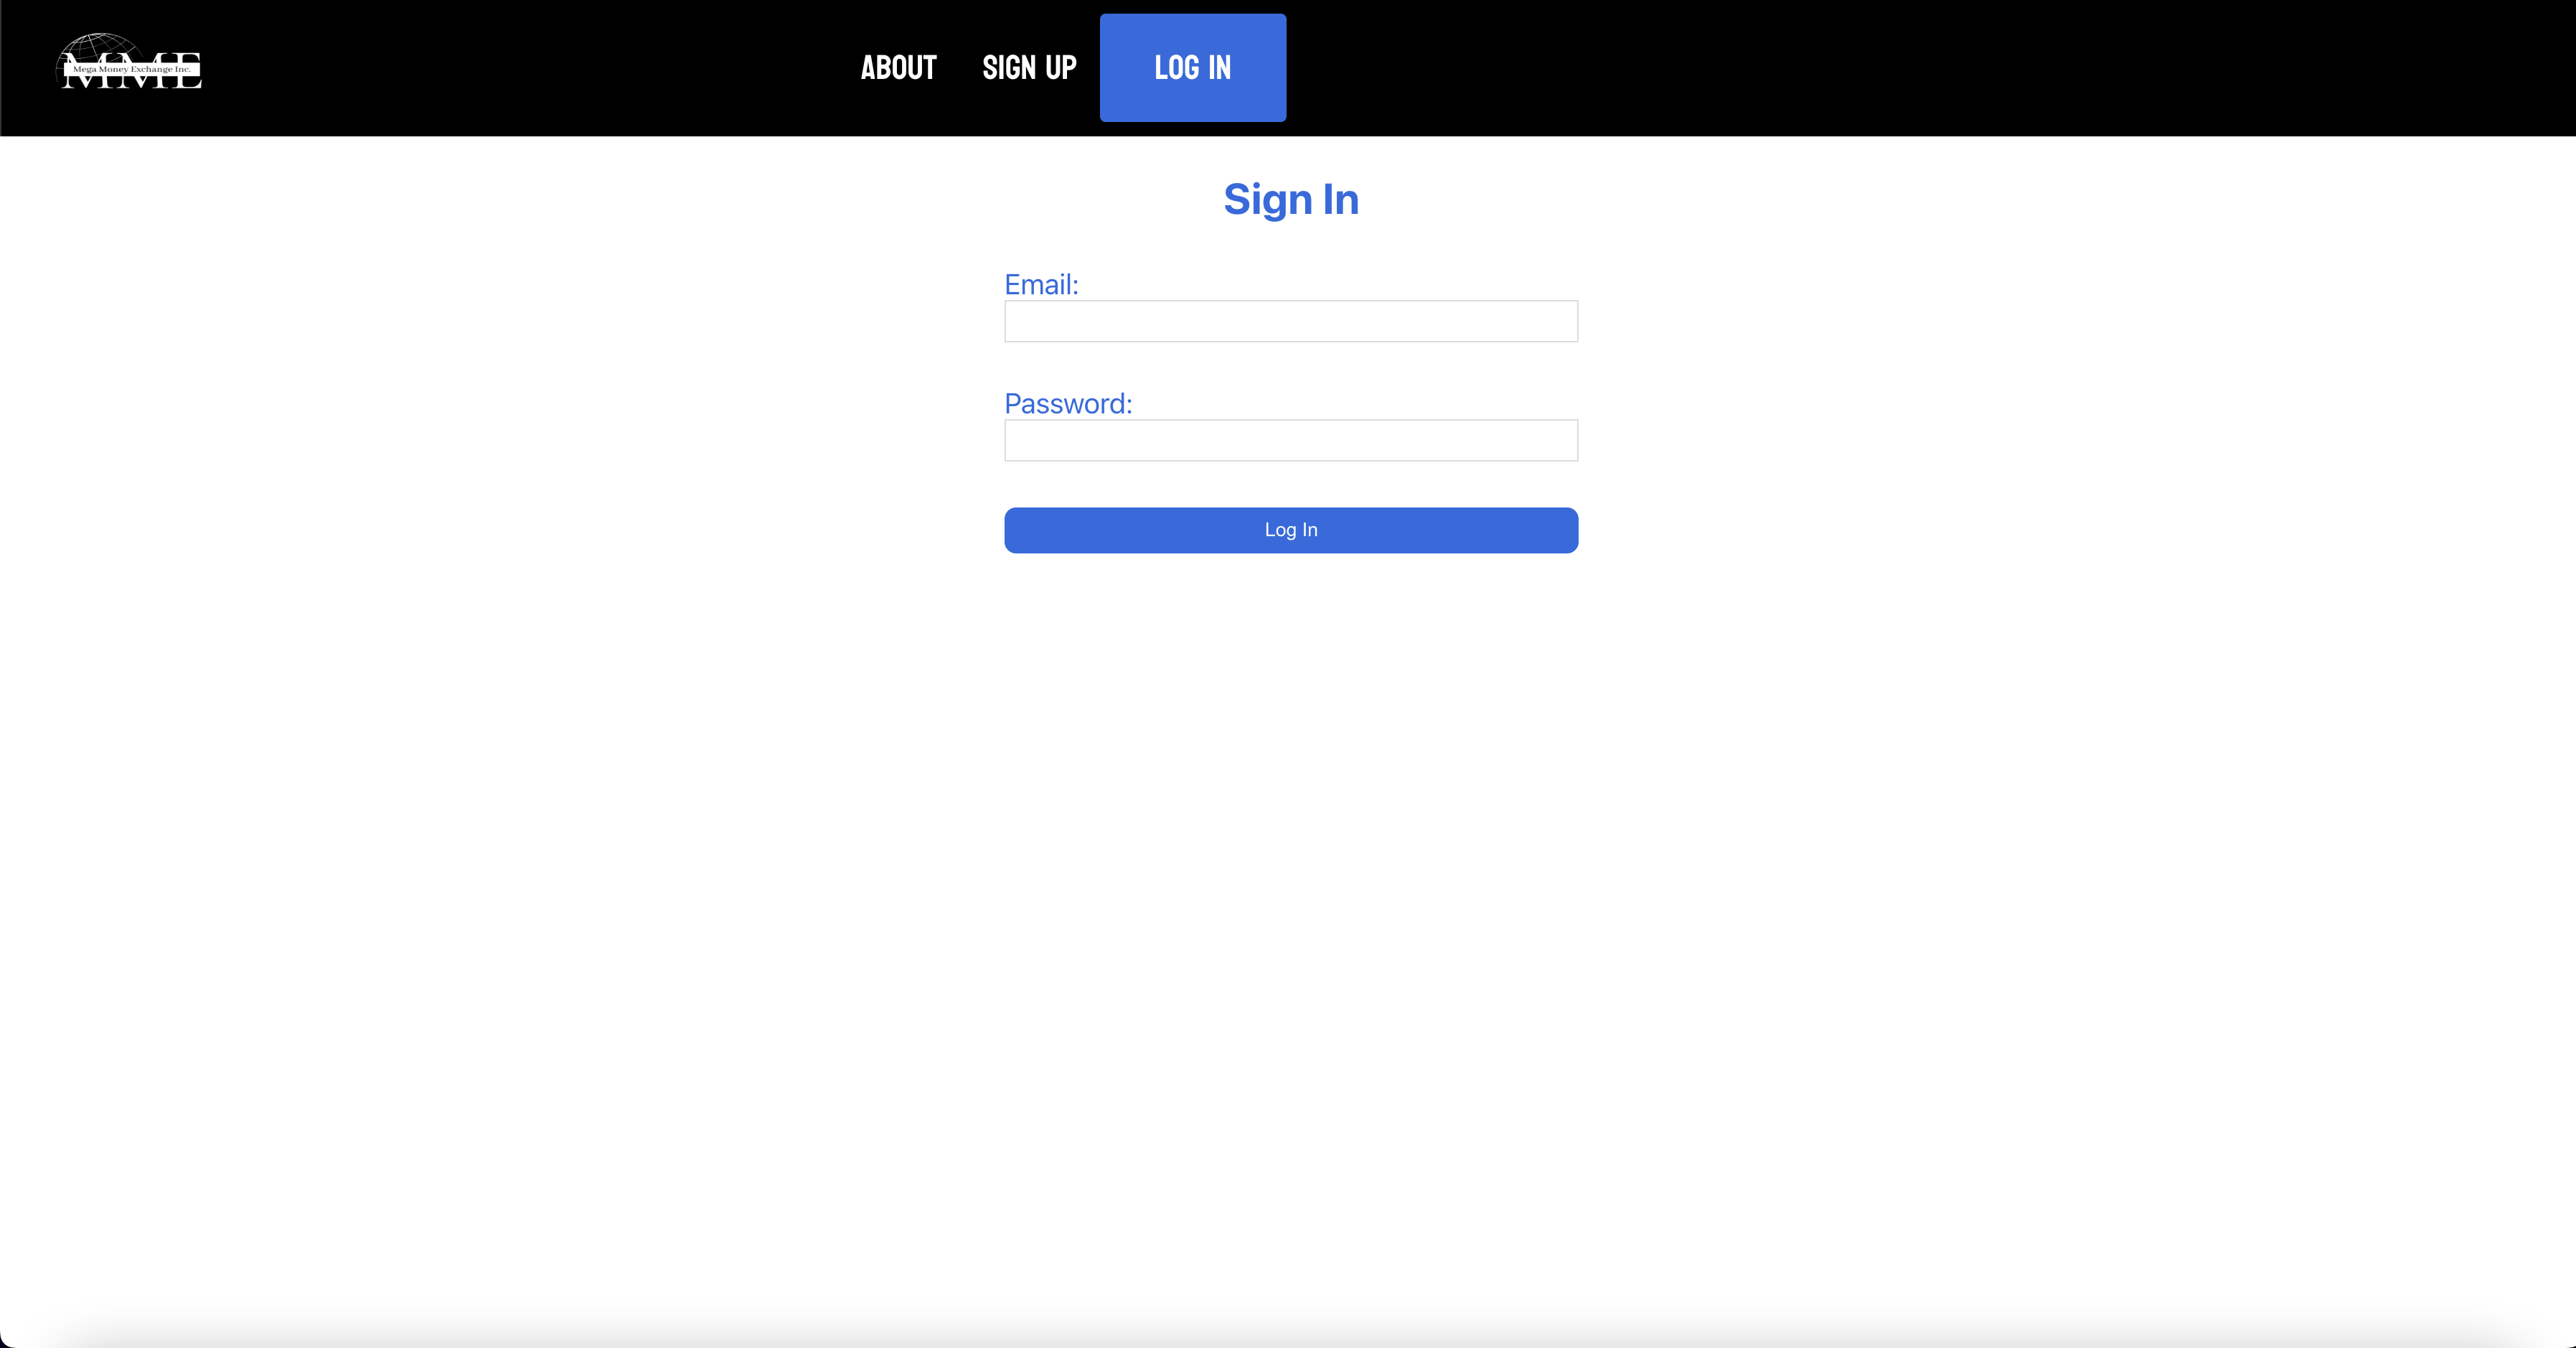 MME
Mega Money Exchange Inc.
ABOUT
SIGN UP
LOG IN
Sign In
Email:
Password:
Log In